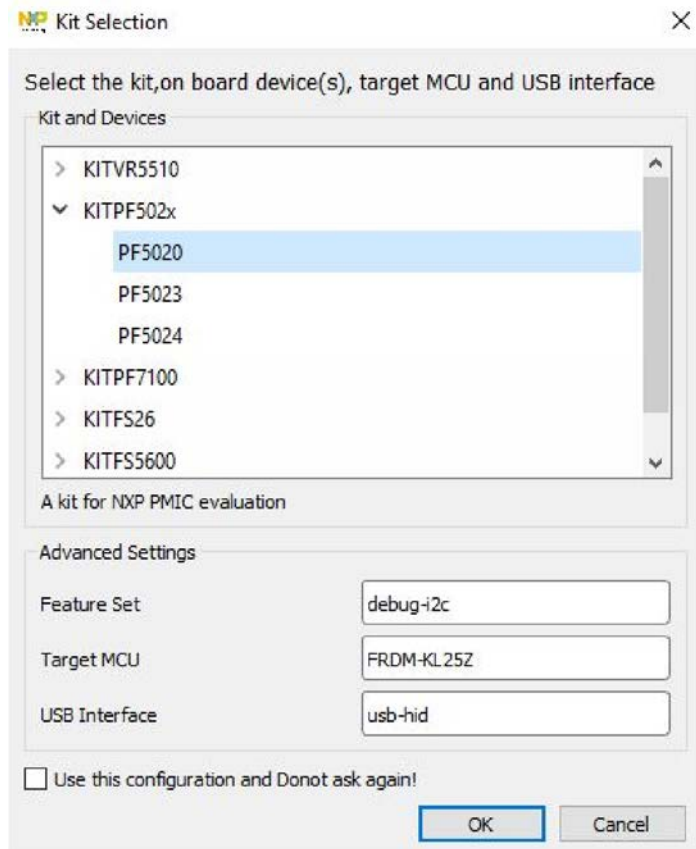 NXP Kit Selection
Select the kit,on board device(s), target MCU and USB interface
Kit and Devices
KITVR5510
KITPF502x
PF5020
PF5023
PF5024
KITPF7100
KITFS26
KITFS5600
A kit for NXP PMIC evaluation
Advanced Settings
Feature Set debug-i2c
Target MCU FRDM-KL25Z
USB Interface usb-hid
Use this configuration and Donot ask again!
OK Cancel